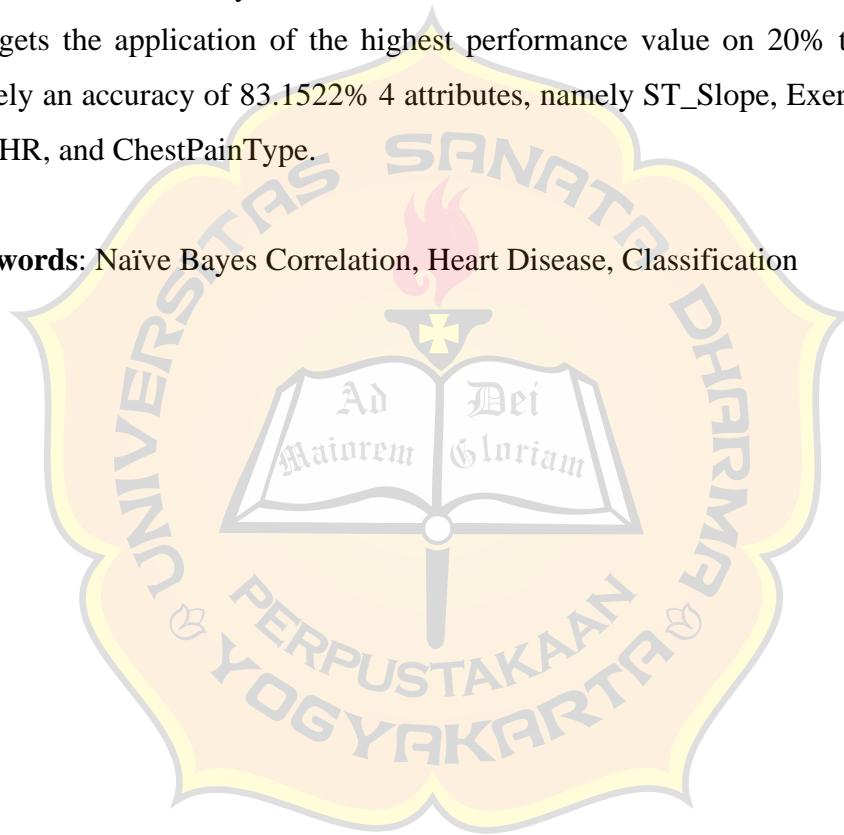 gets the application of the highest performance value on 20% t
ely an accuracy of 83.1522% 4 attributes, namely ST_Slope, Exer
HR, and ChestPainType.
words: Naïve Bayes Correlation, Heart Disease, Classification
UNIVERSITAS SANATA DHARMA
Ad Dei
Maiorem Gloriam
PERPUSTAKAAN
YOGYAKARTA